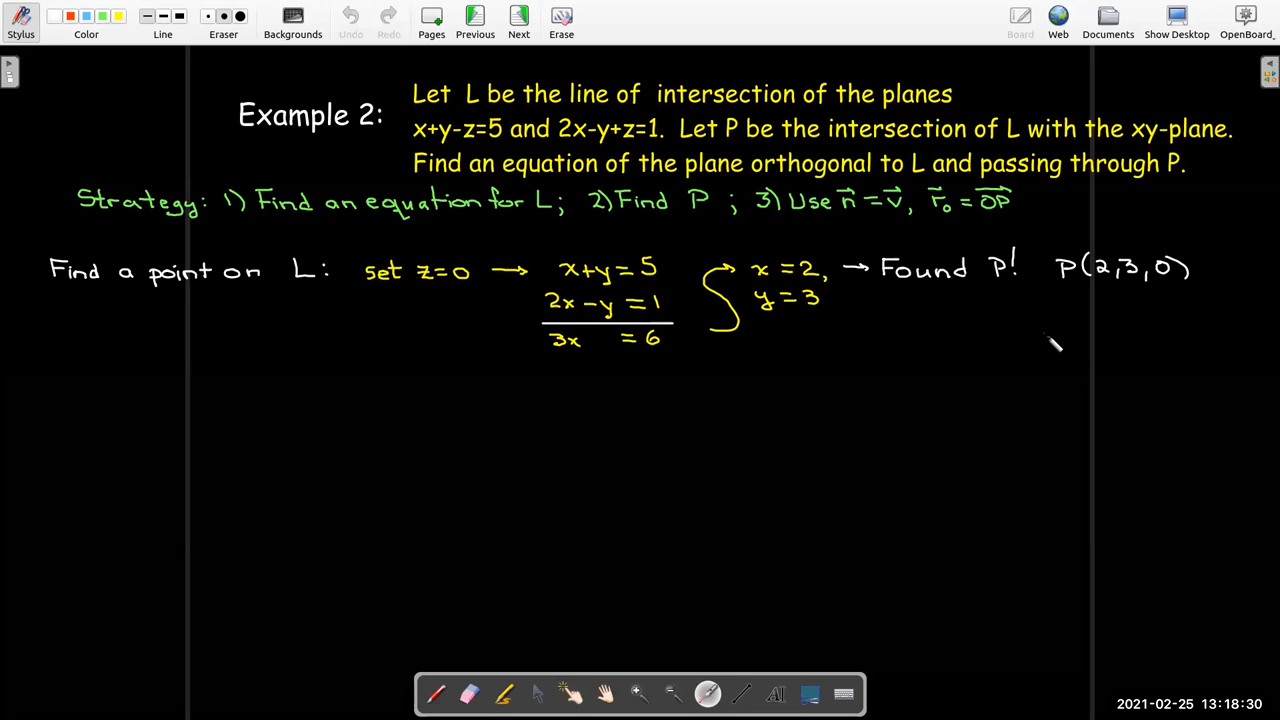 Stylus Color Line Eraser Backgrounds Undo Redo Pages Previous Next Erase Board Web Documents Show Desktop OpenBoard
Example 2:
Let L be the line of intersection of the planes
x+y-z=5 and 2x-y+z=1. Let P be the intersection of L with the xy-plane.
Find an equation of the plane orthogonal to L and passing through P.
Strategy: 1) Find an equation for L; 2) Find P ; 3) Use n⃗ = v⃗, r⃗₀ = OP⃗
Find a point on L: set z=0 → x+y = 5 x = 2, → Found P! P(2,3,0)
2x - y = 1 y = 3
3x = 6
AI
2021-02-25 13:18:30